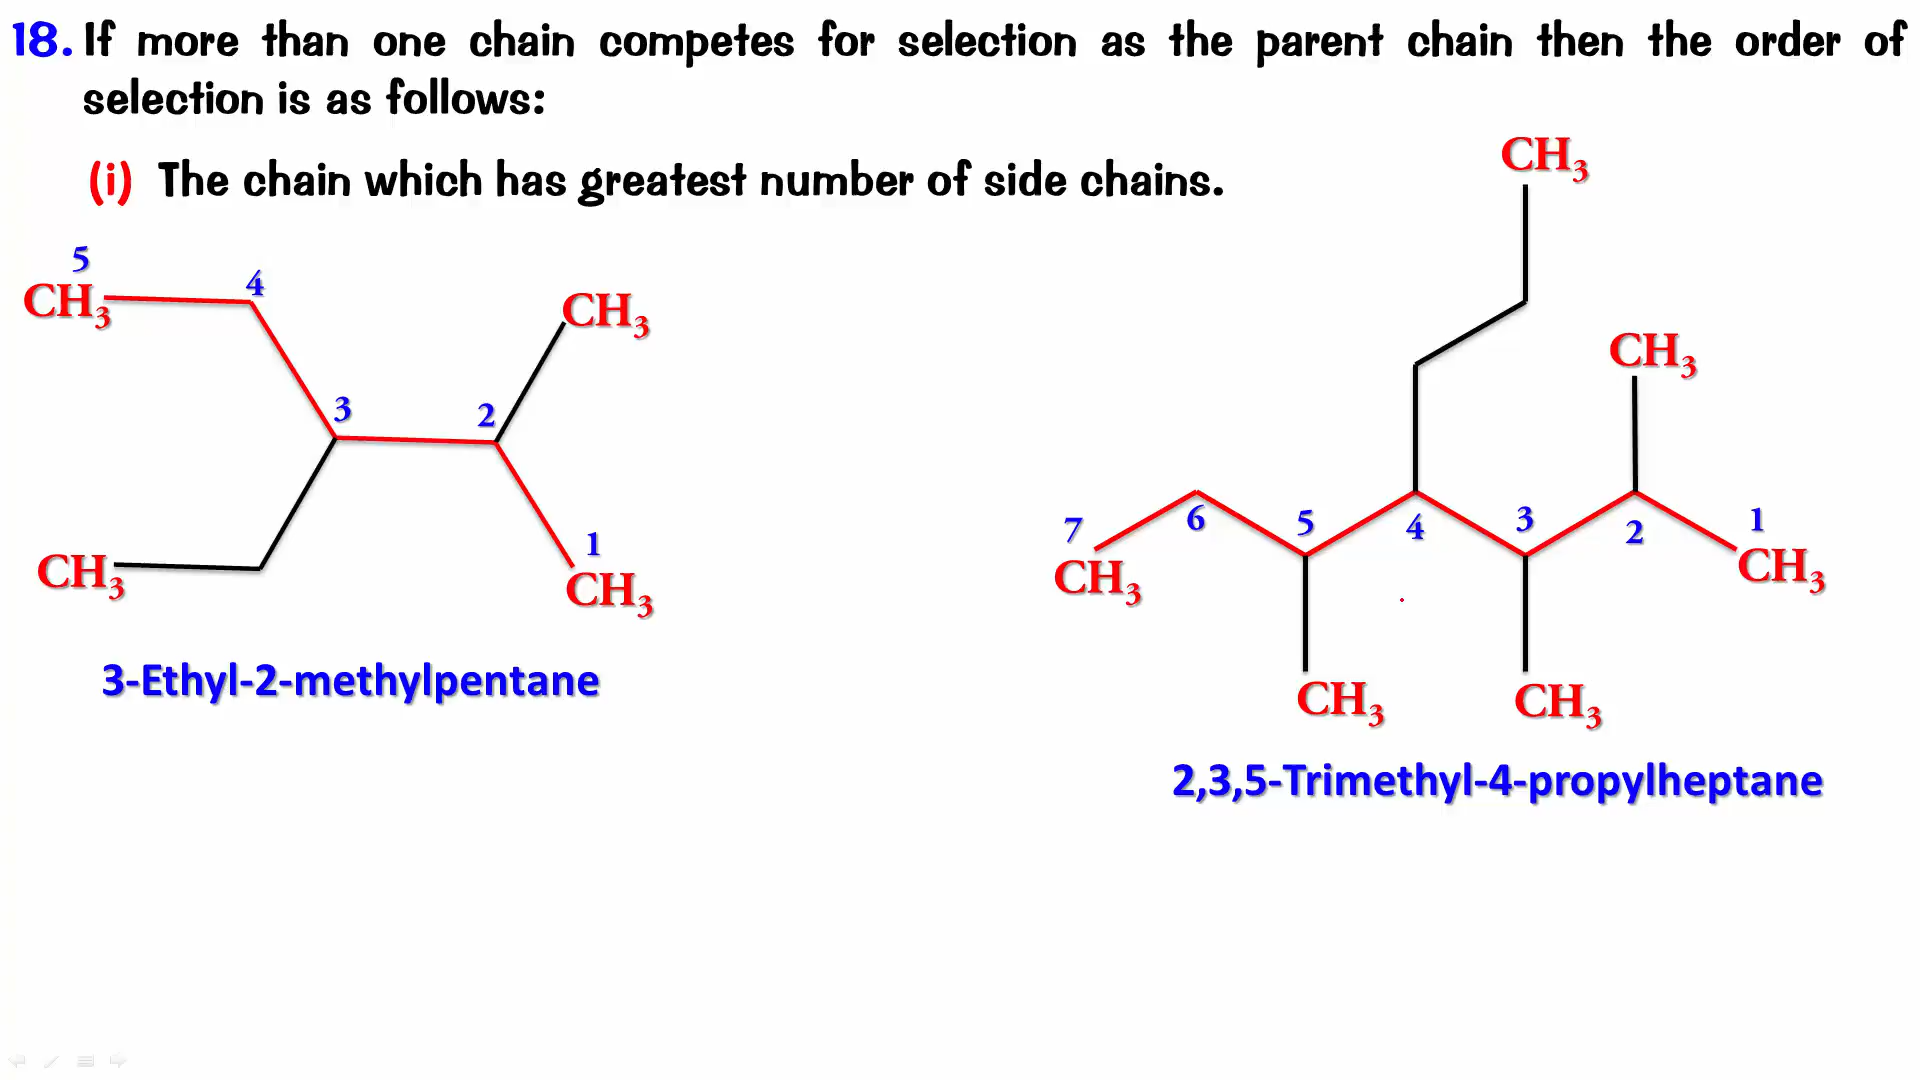 18. If more than one chain competes for selection as the parent chain then the order of
selection is as follows:
(i) The chain which has greatest number of side chains.
5
CH₃
4
3
2
CH₃
CH₃
1
CH₃
3-Ethyl-2-methylpentane
CH₃
CH₃
7
CH₃
6
5
4
3
2
1
CH₃
CH₃
CH₃
2,3,5-Trimethyl-4-propylheptane